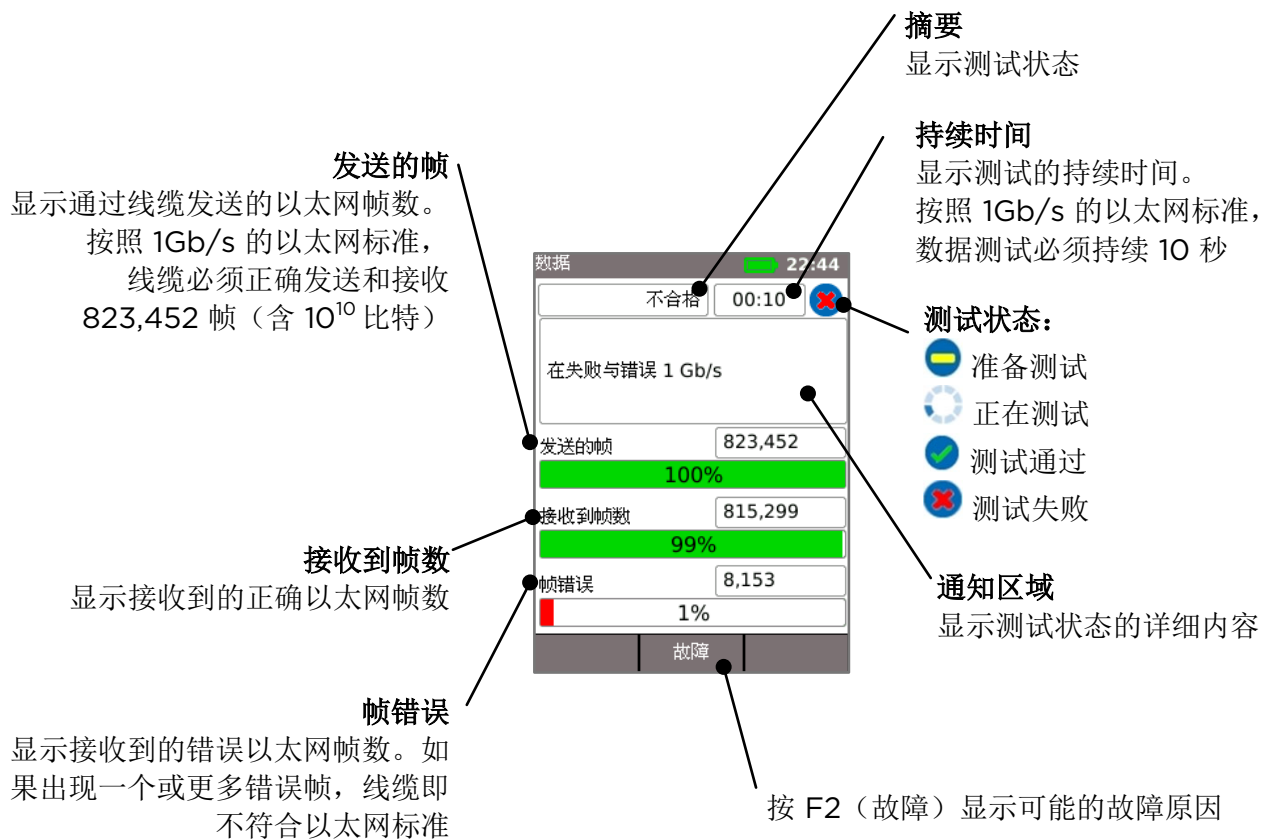 摘要
显示测试状态
持续时间
显示测试的持续时间。
按照 1Gb/s 的以太网标准，
数据测试必须持续 10 秒
发送的帧
显示通过线缆发送的以太网帧数。
按照 1Gb/s 的以太网标准，
线缆必须正确发送和接收
823,452 帧（含 10¹⁰ 比特）
数据 22:44
不合格 00:10
在失败与错误 1 Gb/s
发送的帧 823,452
100%
接收到帧数 815,299
99%
帧错误 8,153
1%
故障
测试状态：
准备测试
正在测试
测试通过
测试失败
接收到帧数
显示接收到的正确以太网帧数
通知区域
显示测试状态的详细内容
帧错误
显示接收到的错误以太网帧数。如
果出现一个或更多错误帧，线缆即
不符合以太网标准
按 F2（故障）显示可能的故障原因